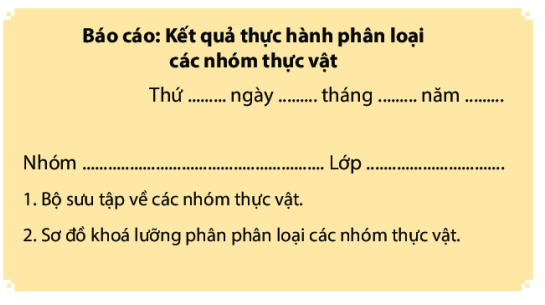 Báo cáo: Kết quả thực hành phân loại
các nhóm thực vật
Thứ ......... ngày ......... tháng ......... năm .........
Nhóm ........................................................ Lớp ................................
1. Bộ sưu tập về các nhóm thực vật.
2. Sơ đồ khoá lưỡng phân phân loại các nhóm thực vật.